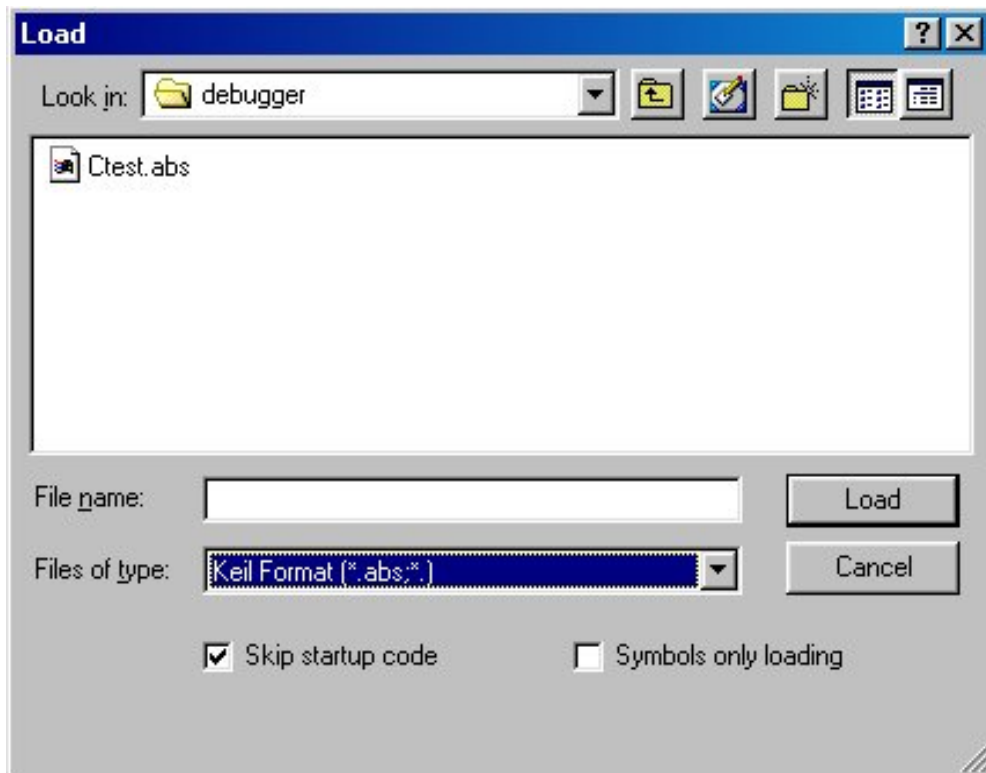 Load
Look in: debugger
Ctest.abs
File name:
Load
Files of type: Keil Format (*.abs;*.)
Cancel
Skip startup code
Symbols only loading